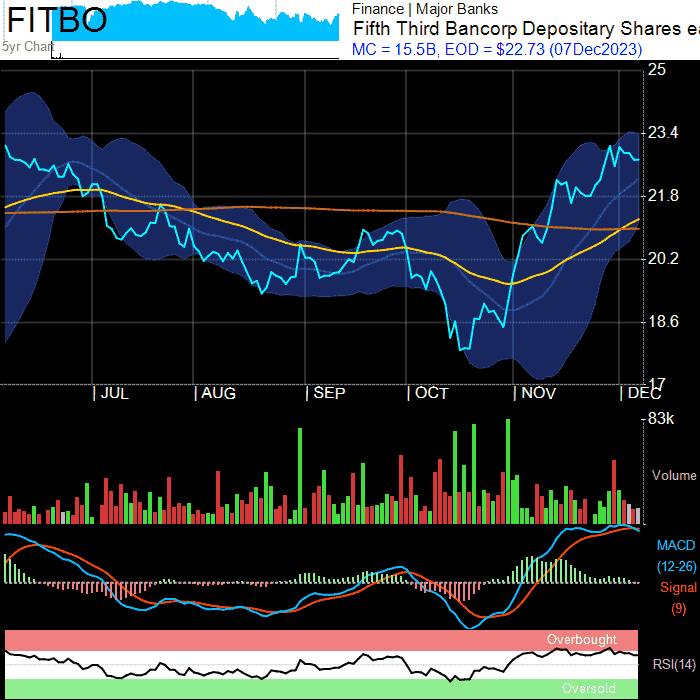 FITBO
5yr Chart
Finance | Major Banks
Fifth Third Bancorp Depositary Shares ea
MC = 15.5B, EOD = $22.73 (07Dec2023)
25
23.4
21.8
20.2
18.6
17
JUL AUG SEP OCT NOV DEC
83k
Volume
MACD
(12-26)
Signal
(9)
Overbought
RSI(14)
Oversold